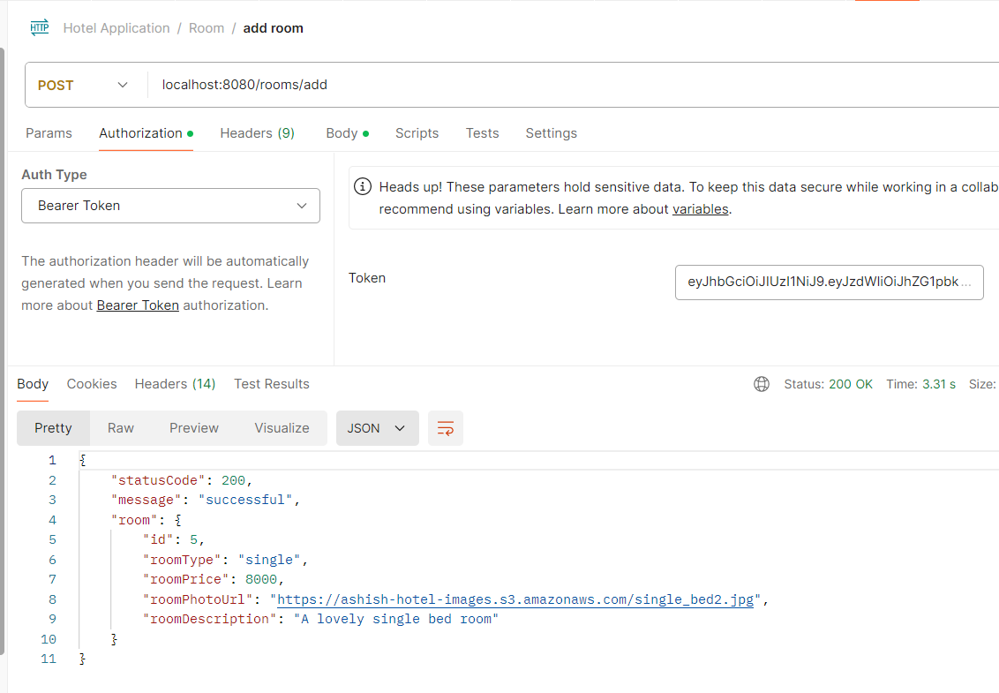 HTTP Hotel Application / Room / add room
POST localhost:8080/rooms/add
Params Authorization Headers (9) Body Scripts Tests Settings
Auth Type
Bearer Token
The authorization header will be automatically
generated when you send the request. Learn
more about Bearer Token authorization.
Heads up! These parameters hold sensitive data. To keep this data secure while working in a collab
recommend using variables. Learn more about variables.
Token eyJhbGciOiJIUzI1NiJ9.eyJzdWIiOiJhZG1pbk...
Body Cookies Headers (14) Test Results Status: 200 OK Time: 3.31 s Size:
Pretty Raw Preview Visualize JSON
1 {
2 "statusCode": 200,
3 "message": "successful",
4 "room": {
5 "id": 5,
6 "roomType": "single",
7 "roomPrice": 8000,
8 "roomPhotoUrl": "https://ashish-hotel-images.s3.amazonaws.com/single_bed2.jpg",
9 "roomDescription": "A lovely single bed room"
10 }
11 }